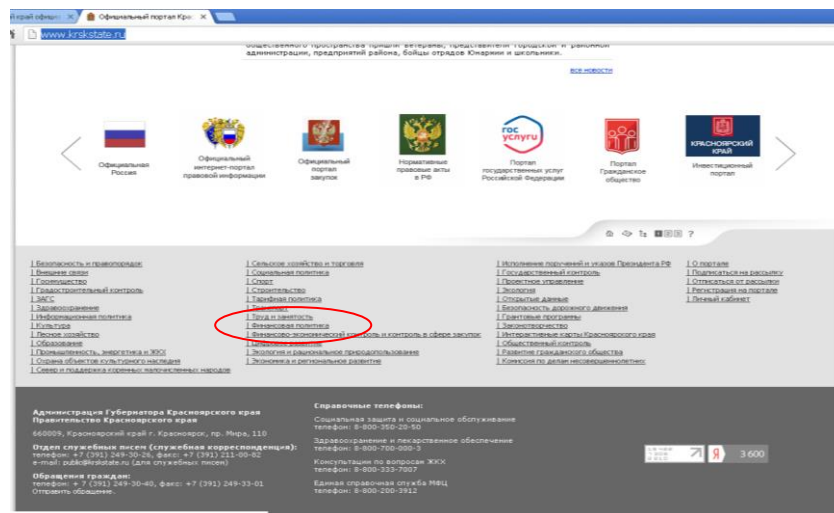 й край официал
Официальный портал Кра
www.krskstate.ru
общественного пространства пришли ветераны, представители городской и районной
администрации, предприятий района, бойцы отрядов Юнармии и школьники.
все новости
Официальная
Россия
Официальный
интернет-портал
правовой информации
Официальный
портал
закупок
Нормативные
правовые акты
в РФ
гос
услуги
Портал
государственных услуг
Российской Федерации
Портал
Гражданское
общество
КРАСНОЯРСКИЙ
КРАЙ
Инвестиционный
портал
?
| Безопасность и правопорядок
| Внешние связи
| Госимущество
| Градостроительный контроль
| ЗАГС
| Здравоохранение
| Информационная политика
| Культура
| Лесное хозяйство
| Образование
| Промышленность, энергетика и ЖКХ
| Охрана объектов культурного наследия
| Север и поддержка коренных малочисленных народов
| Сельское хозяйство и торговля
| Социальная политика
| Спорт
| Строительство
| Тарифная политика
| Транспорт
| Труд и занятость
| Финансовая политика
| Финансово-экономический контроль и контроль в сфере закупок
| Цифровое развитие
| Экология и рациональное природопользование
| Экономика и региональное развитие
| Исполнение поручений и указов Президента РФ
| Государственный контроль
| Проектное управление
| Экология
| Открытые данные
| Безопасность дорожного движения
| Грантовые программы
| Законотворчество
| Интерактивные карты Красноярского края
| Общественный контроль
| Развитие гражданского общества
| Комиссия по делам несовершеннолетних
| О портале
| Подписаться на рассылку
| Отписаться от рассылки
| Регистрация на портале
| Личный кабинет
Администрация Губернатора Красноярского края
Правительство Красноярского края
660009, Красноярский край г. Красноярск, пр. Мира, 110
Отдел служебных писем (служебная корреспонденция):
телефон: +7 (391) 249-30-26, факс: +7 (391) 211-00-82
e-mail: public@krskstate.ru (для служебных писем)
Обращения граждан:
телефон: + 7 (391) 249-30-40, факс: +7 (391) 249-33-01
Отправить обращение.
Справочные телефоны:
Социальная защита и социальное обслуживание
телефон: 8-800-350-20-50
Здравоохранение и лекарственное обеспечение
телефон: 8-800-700-000-3
Консультации по вопросам ЖКХ
телефон: 8-800-333-7007
Единая справочная служба МФЦ
телефон: 8-800-200-3912
Я 3 600